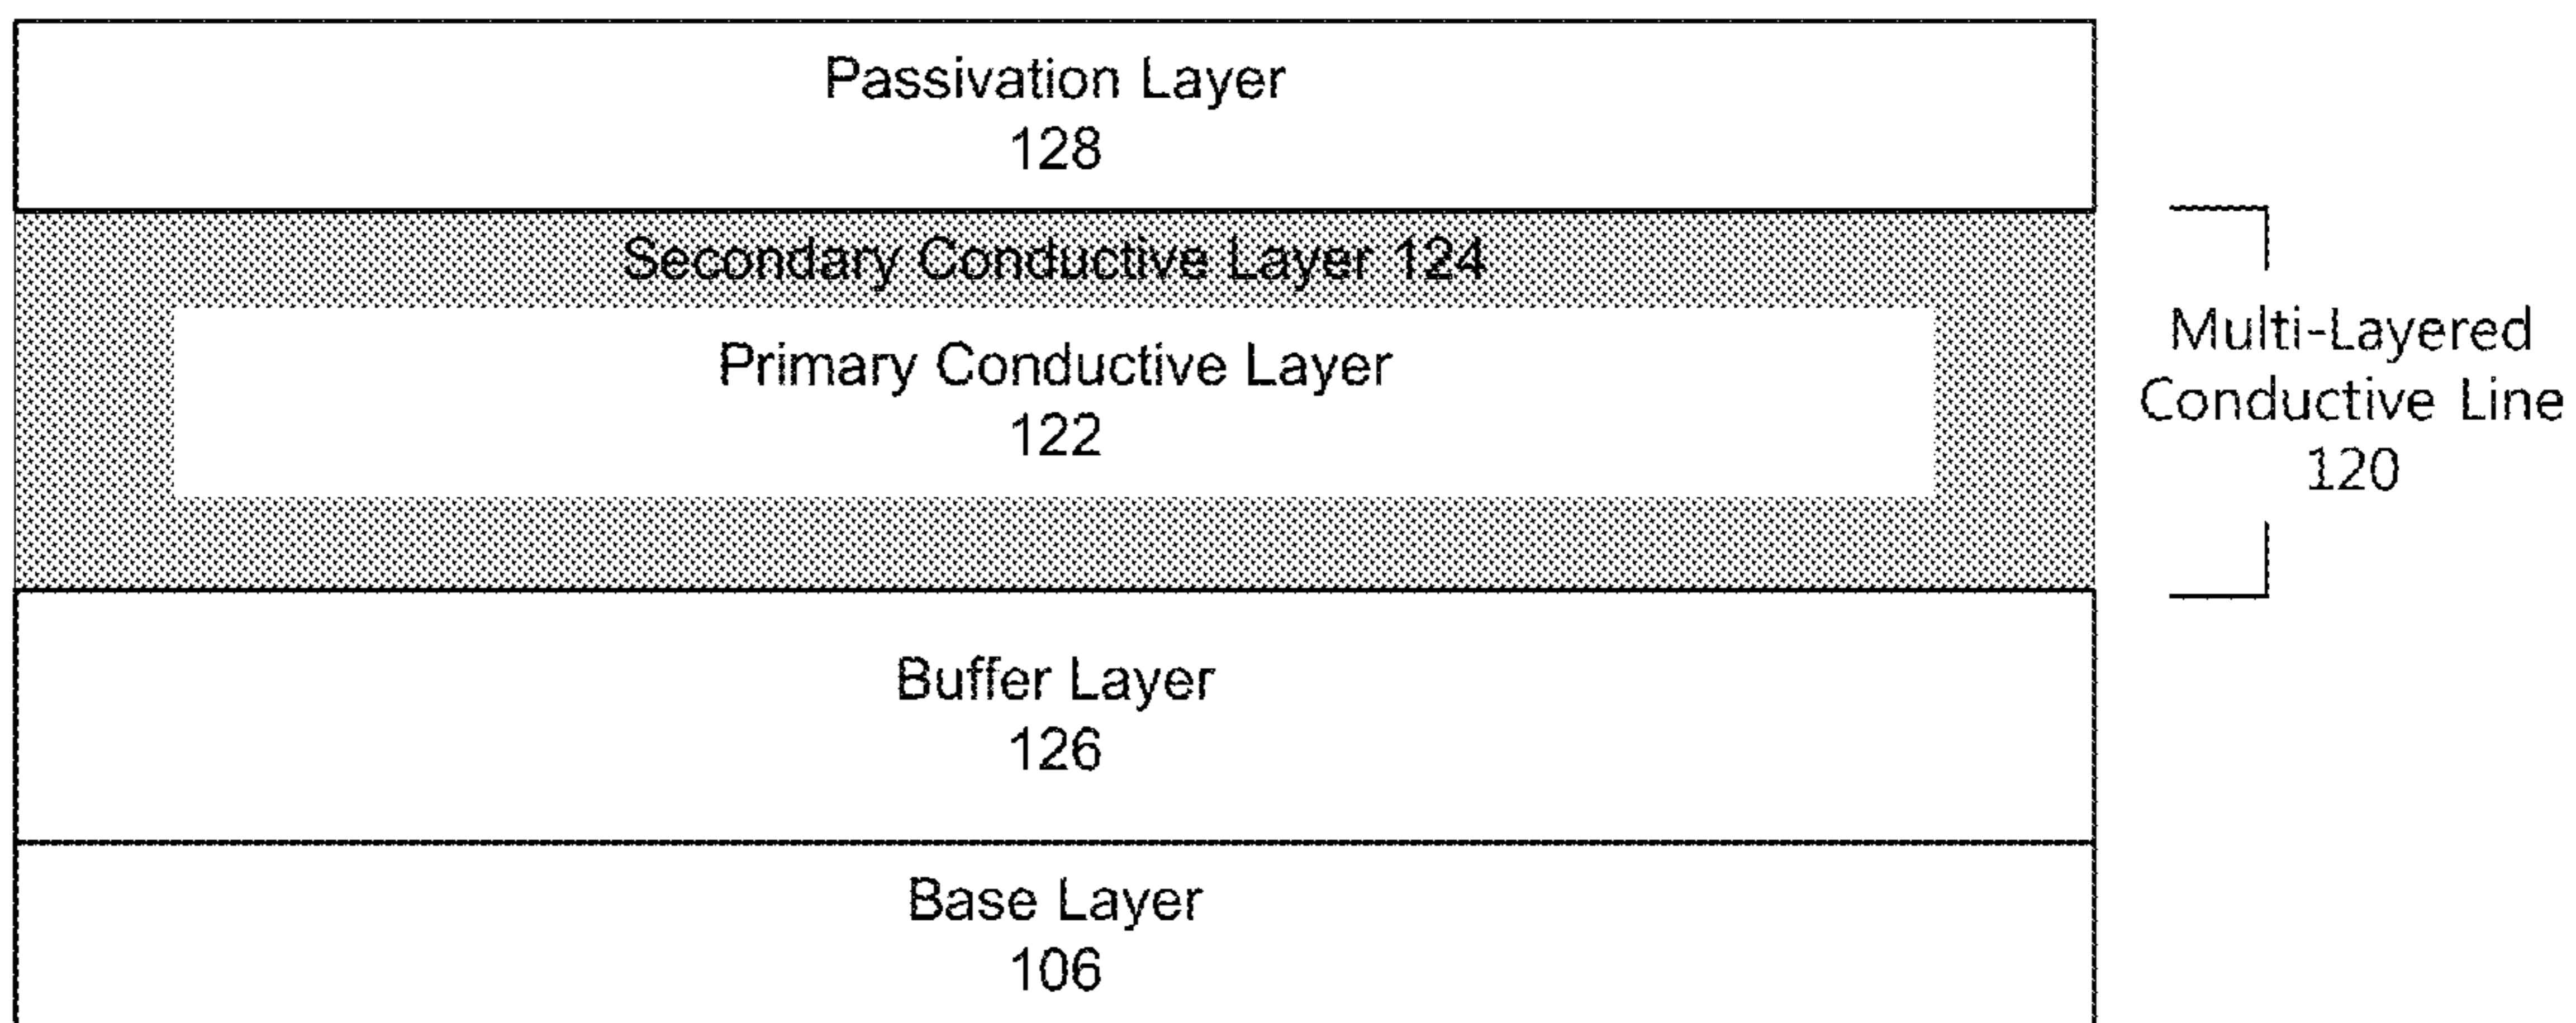 Passivation Layer
128
Secondary Conductive Layer 124
Primary Conductive Layer
122
Multi-Layered
Conductive Line
120
Buffer Layer
126
Base Layer
106